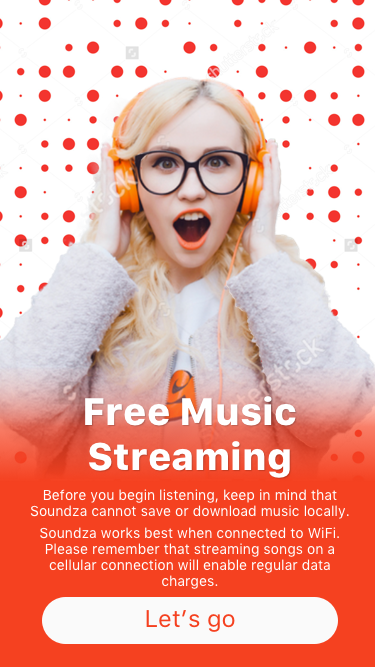 Free Music
Streaming
Before you begin listening, keep in mind that
Soundza cannot save or download music locally.
Soundza works best when connected to WiFi.
Please remember that streaming songs on a
cellular connection will enable regular data
charges.
Let's go